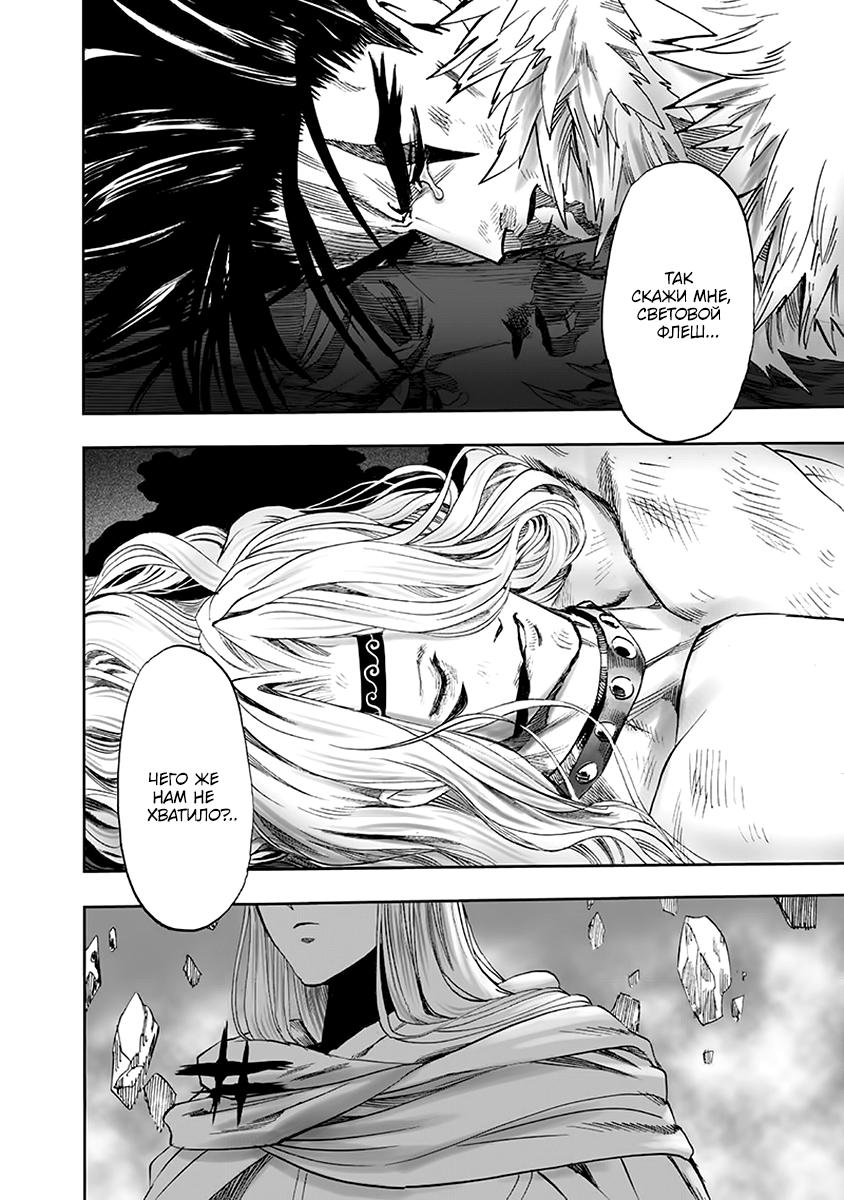 ТАК
СКАЖИ МНЕ,
СВЕТОВОЙ
ФЛЕШ...
ЧЕГО ЖЕ
НАМ НЕ
ХВАТИЛО?..